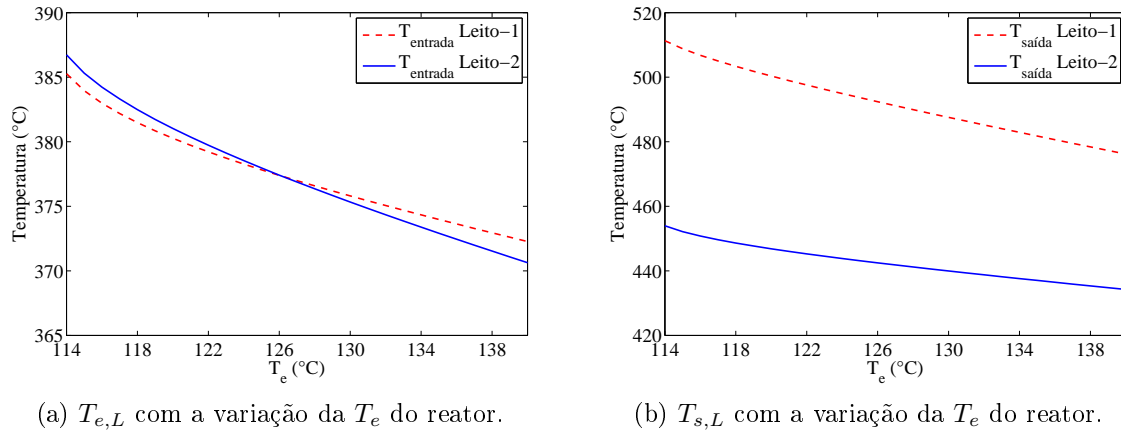 390
385
380
375
370
365
Temperatura (°C)
T_entrada Leito−1
T_entrada Leito−2
114 118 122 126 130 134 138
T_e (°C)
(a) T_{e,L} com a variação da T_e do reator.
520
500
480
460
440
420
Temperatura (°C)
T_saída Leito−1
T_saída Leito−2
114 118 122 126 130 134 138
T_e (°C)
(b) T_{s,L} com a variação da T_e do reator.